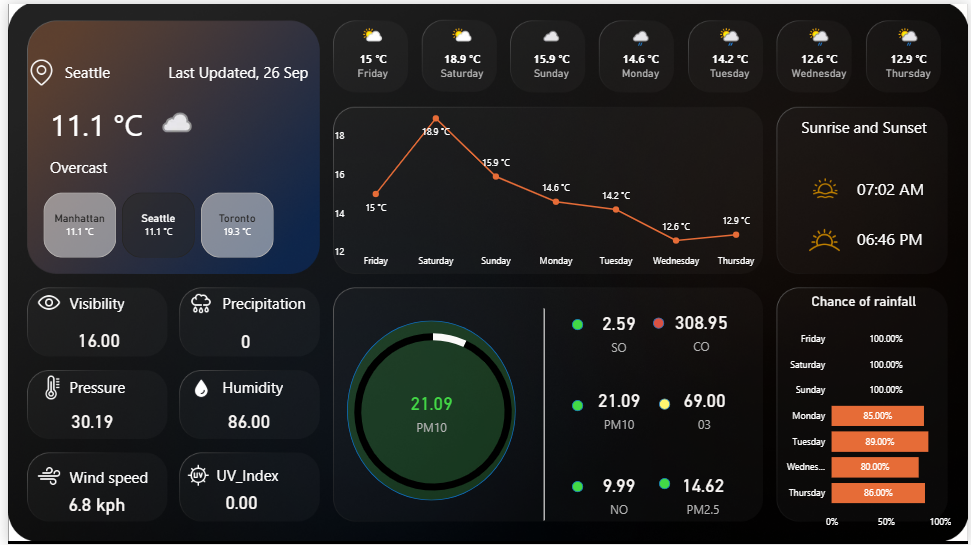 Seattle
Last Updated, 26 Sep
11.1 °C
Overcast
Manhattan
11.1 °C
Seattle
11.1 °C
Toronto
19.3 °C
15 °C
Friday
18.9 °C
Saturday
15.9 °C
Sunday
14.6 °C
Monday
14.2 °C
Tuesday
12.6 °C
Wednesday
12.9 °C
Thursday
18
16
14
12
15 °C
18.9 °C
15.9 °C
14.6 °C
14.2 °C
12.6 °C
12.9 °C
Friday
Saturday
Sunday
Monday
Tuesday
Wednesday
Thursday
Sunrise and Sunset
07:02 AM
06:46 PM
Visibility
16.00
Precipitation
0
Pressure
30.19
Humidity
86.00
Wind speed
6.8 kph
UV
UV_Index
0.00
21.09
PM10
2.59
SO
308.95
CO
21.09
PM10
69.00
03
9.99
NO
14.62
PM2.5
Chance of rainfall
Friday 100.00%
Saturday 100.00%
Sunday 100.00%
Monday 85.00%
Tuesday 89.00%
Wednes... 80.00%
Thursday 86.00%
0% 50% 100%